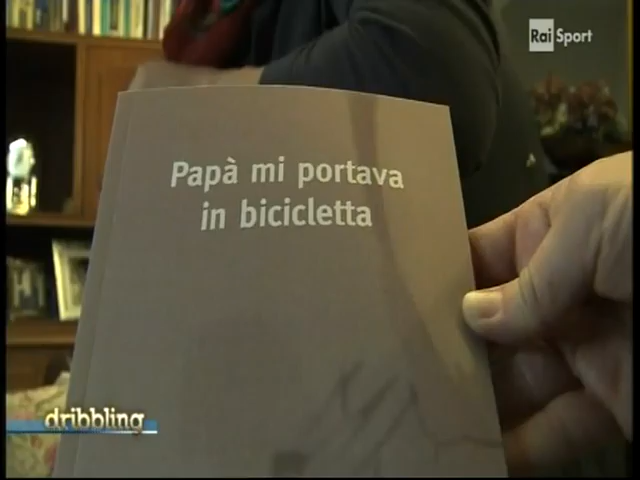 Rai Sport
Papà mi portava
in bicicletta
dribbling